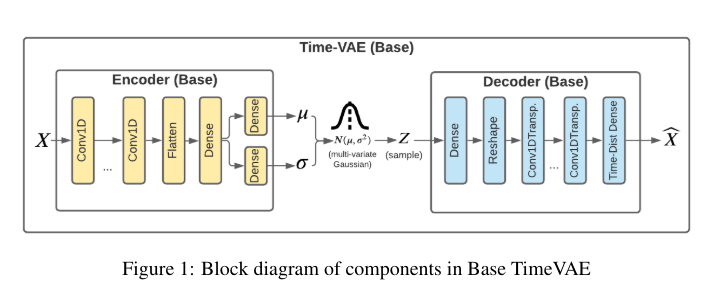 Time-VAE (Base)
Encoder (Base)
Decoder (Base)
X
Conv1D
...
Conv1D
Flatten
Dense
Dense
Dense
μ
σ
N(μ, σ²)
(multi-variate
Gaussian)
Z
(sample)
Dense
Reshape
Conv1DTransp.
...
Conv1DTransp.
Time-Dist Dense
X̂
Figure 1: Block diagram of components in Base TimeVAE